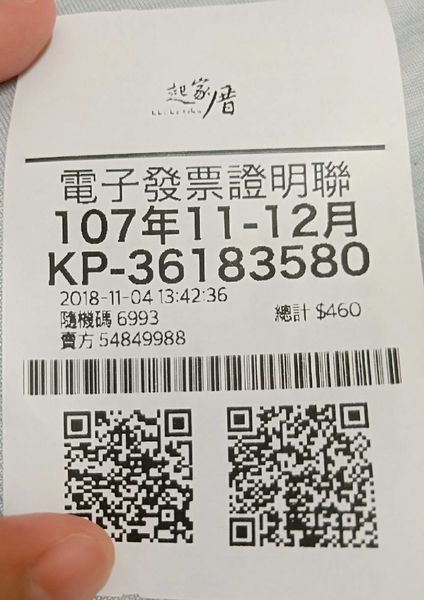 起家厝
電子發票證明聯
107年11-12月
KP-36183580
2018-11-04 13:42:36
隨機碼 6993 總計 $460
賣方 54849988